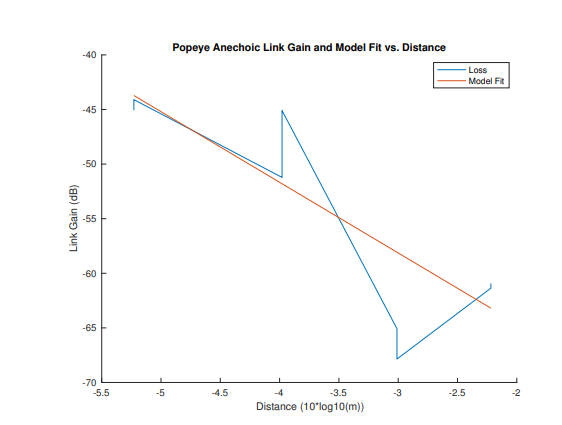 Popeye Anechoic Link Gain and Model Fit vs. Distance
Loss
Model Fit
Link Gain (dB)
-40
-45
-50
-55
-60
-65
-70
-5.5 -5 -4.5 -4 -3.5 -3 -2.5 -2
Distance (10*log10(m))